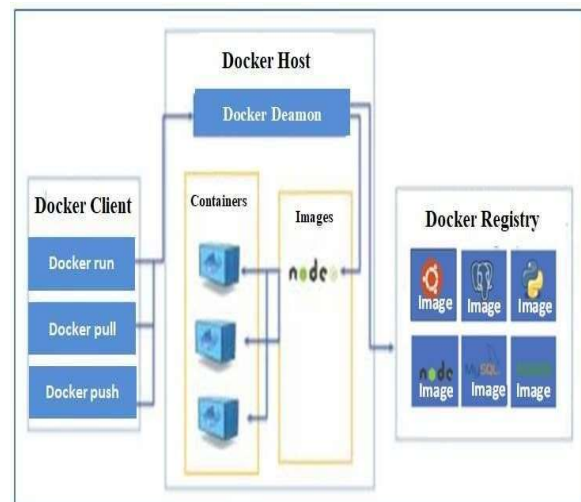 Docker Host
Docker Deamon
Docker Client
Docker run
Docker pull
Docker push
Containers
Images
node
Docker Registry
Image
Image
Image
node
Image
MySQL
Image
Image